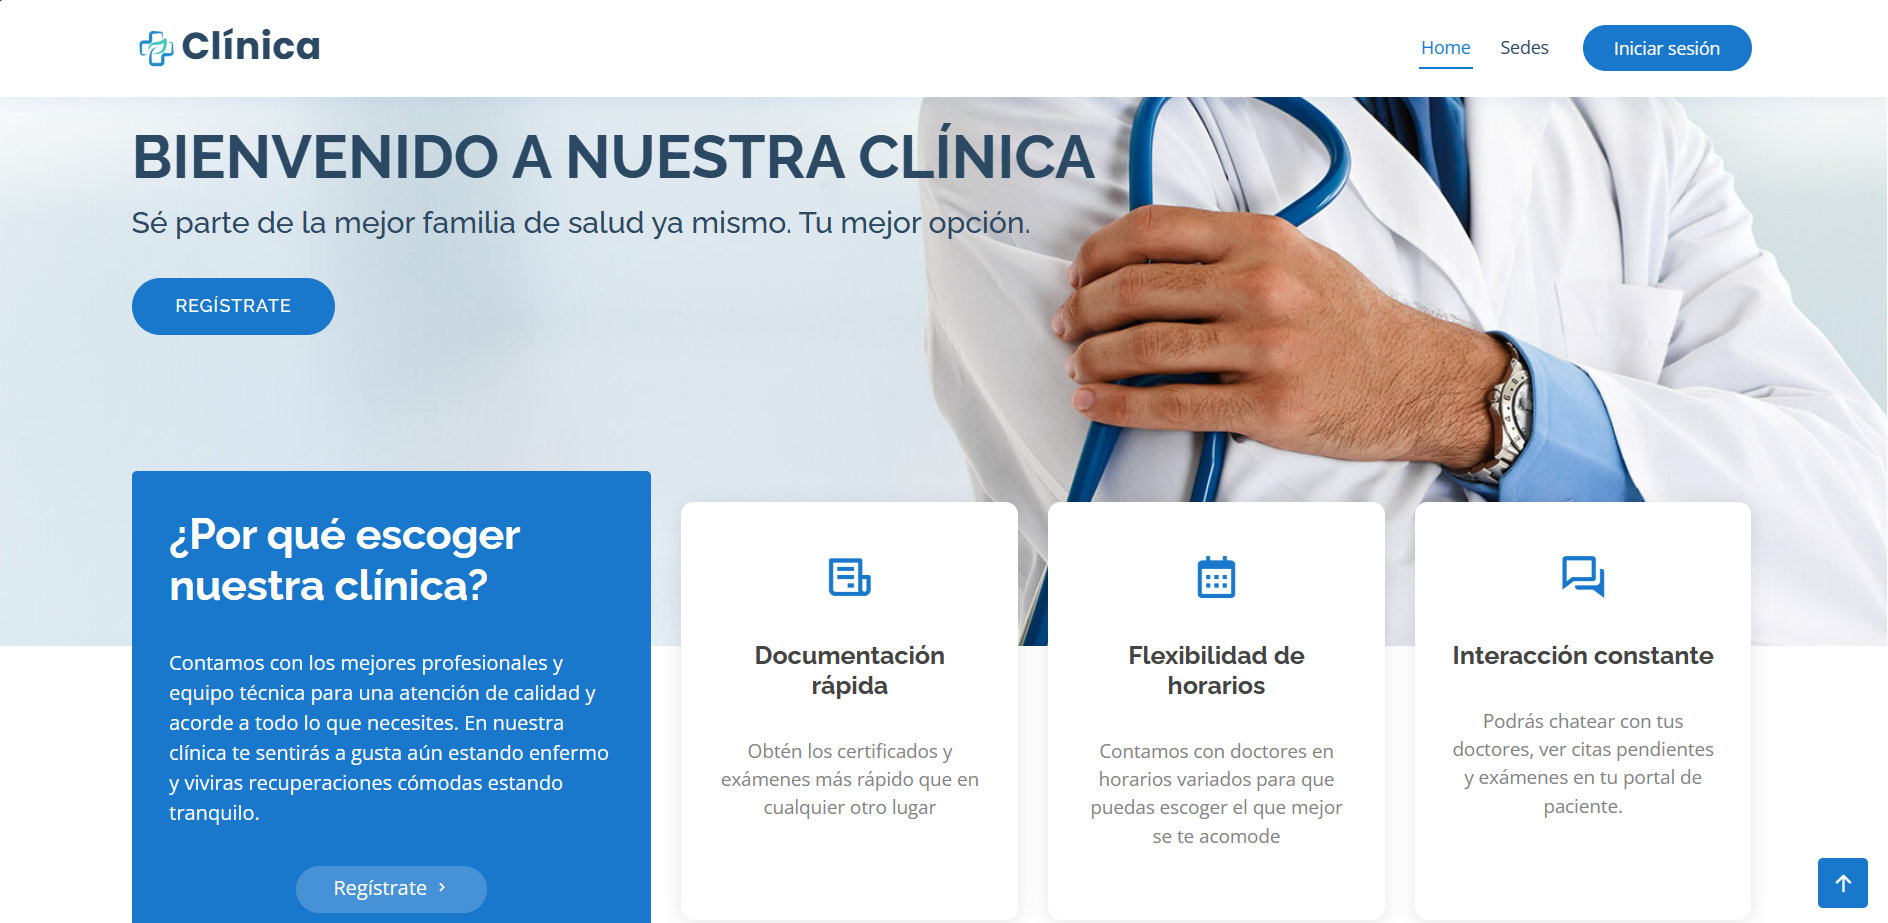 Clínica
Home
Sedes
Iniciar sesión
BIENVENIDO A NUESTRA CLÍNICA
Sé parte de la mejor familia de salud ya mismo. Tu mejor opción.
REGÍSTRATE
¿Por qué escoger
nuestra clínica?
Contamos con los mejores profesionales y
equipo técnica para una atención de calidad y
acorde a todo lo que necesites. En nuestra
clínica te sentirás a gusta aún estando enfermo
y viviras recuperaciones cómodas estando
tranquilo.
Regístrate
Documentación
rápida
Obtén los certificados y
exámenes más rápido que en
cualquier otro lugar
Flexibilidad de
horarios
Contamos con doctores en
horarios variados para que
puedas escoger el que mejor
se te acomode
Interacción constante
Podrás chatear con tus
doctores, ver citas pendientes
y exámenes en tu portal de
paciente.